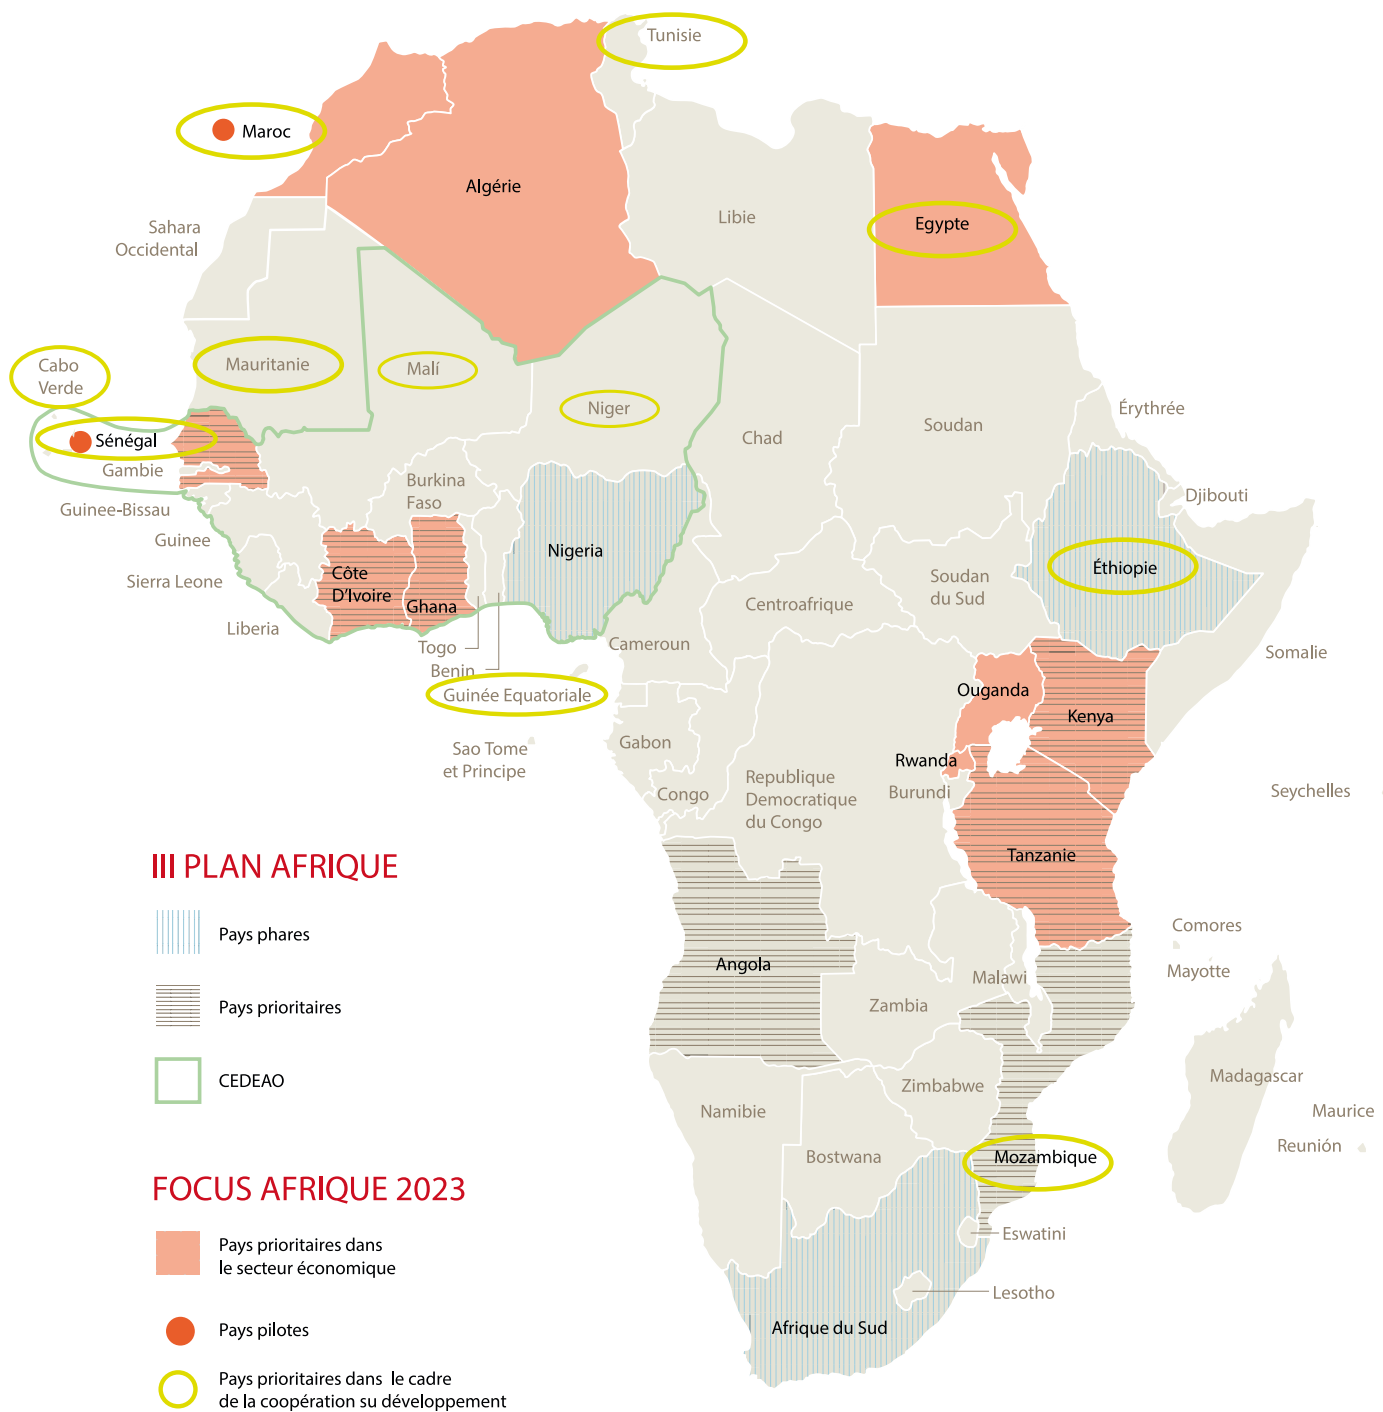 Tunisie
Maroc
Algérie
Libie
Egypte
Sahara
Occidental
Cabo
Verde
Mauritanie
Malí
Niger
Chad
Soudan
Érythrée
Sénégal
Gambie
Burkina
Faso
Djibouti
Guinee-Bissau
Guinee
Nigeria
Sierra Leone
Côte
D'Ivoire
Ghana
Soudan
du Sud
Éthiopie
Centroafrique
Liberia
Togo
Cameroun
Benin
Somalie
Guinée Equatoriale
Ouganda
Kenya
Sao Tome
et Principe
Gabon
Rwanda
Burundi
Congo
Republique
Democratique
du Congo
Seychelles
Tanzanie
III PLAN AFRIQUE
Pays phares
Pays prioritaires
CEDEAO
Comores
Mayotte
Angola
Malawi
Zambia
Zimbabwe
Madagascar
Maurice
Reunión
Namibie
Bostwana
Mozambique
Eswatini
Lesotho
Afrique du Sud
FOCUS AFRIQUE 2023
Pays prioritaires dans
le secteur économique
Pays pilotes
Pays prioritaires dans le cadre
de la coopération su développement